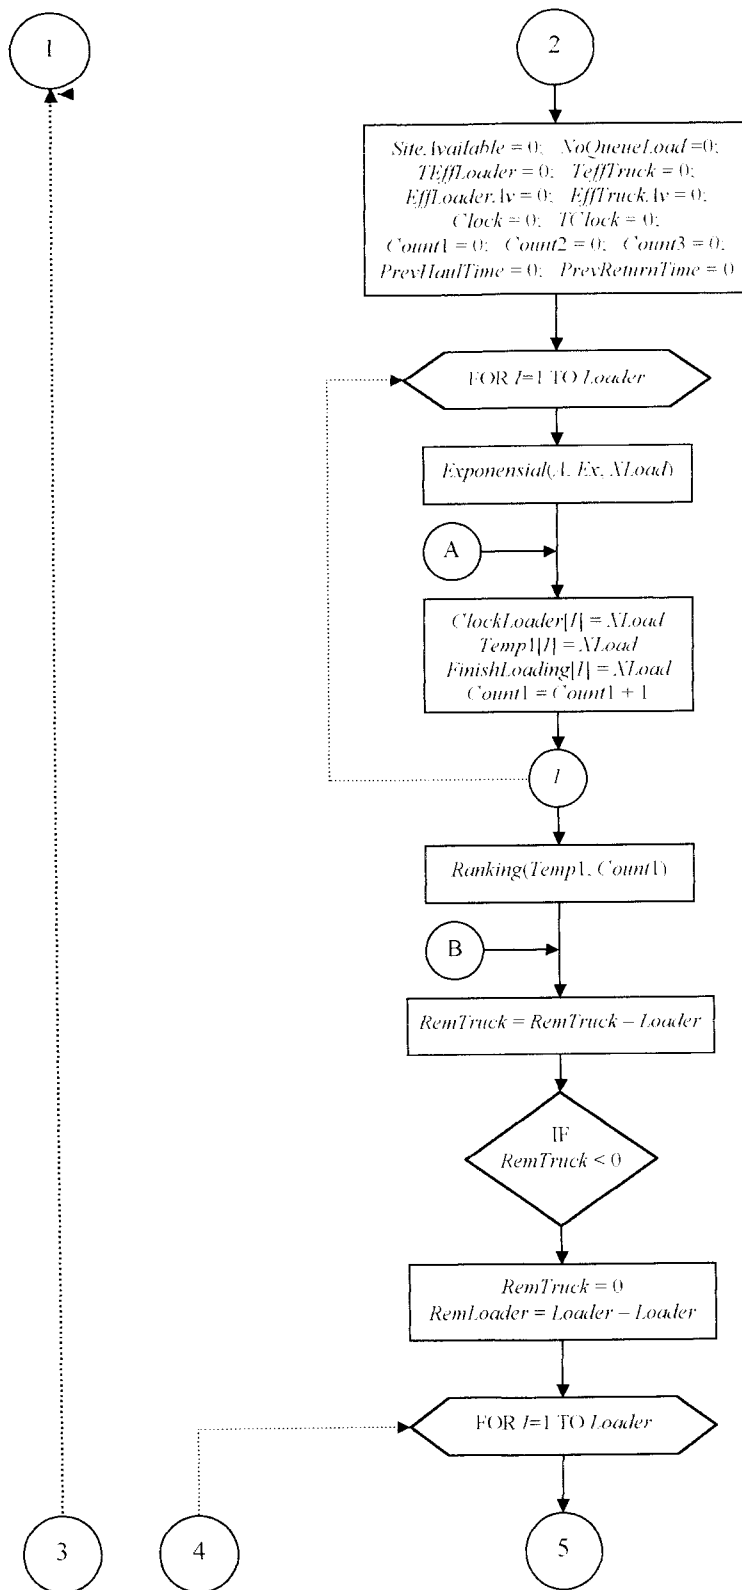 1
2
SiteAvailable = 0; NoQueueLoad =0;
TEffLoader = 0; TeffTruck = 0;
EffLoaderAv = 0; EffTruckAv = 0;
Clock = 0; TClock = 0;
Count1 = 0; Count2 = 0; Count3 = 0;
PrevHaulTime = 0; PrevReturnTime = 0
FOR I=1 TO Loader
Exponensial(A, Ex, XLoad)
A
ClockLoader[I] = XLoad
Temp1[I] = XLoad
FinishLoading[I] = XLoad
Count1 = Count1 + 1
I
Ranking(Temp1, Count1)
B
RemTruck = RemTruck – Loader
IF
RemTruck < 0
RemTruck = 0
RemLoader = Loader – Loader
FOR I=1 TO Loader
3
4
5